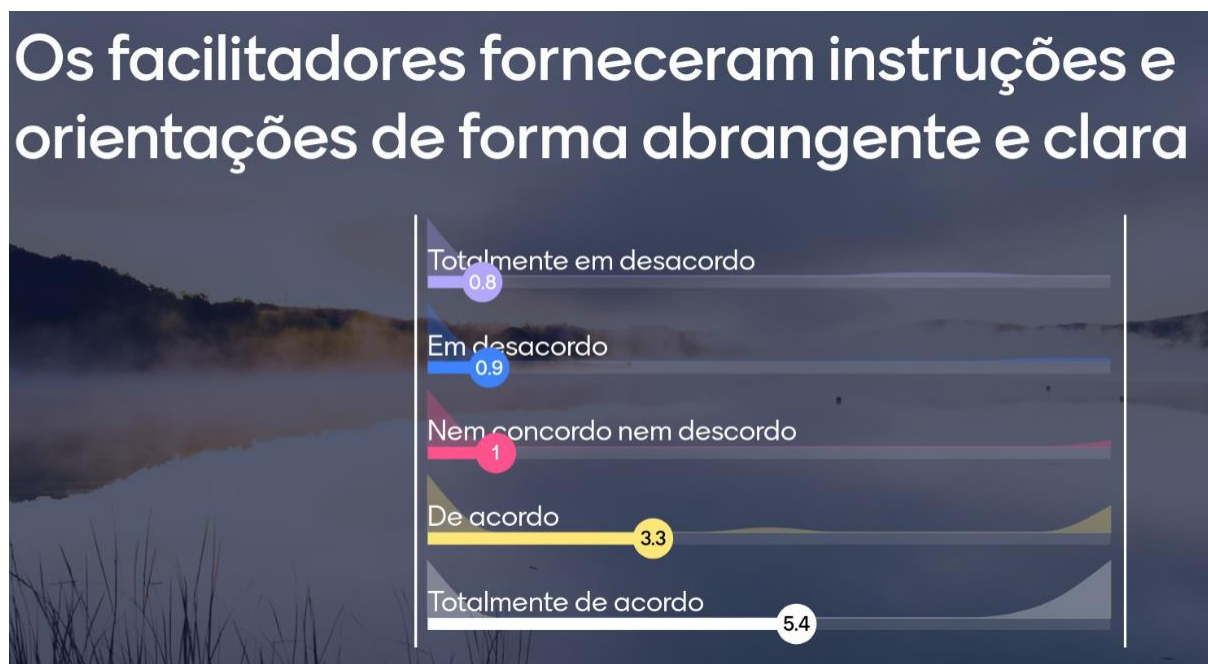 Os facilitadores forneceram instruções e
orientações de forma abrangente e clara
Totalmente em desacordo
0.8
Em desacordo
0.9
Nem concordo nem descordo
1
De acordo
3.3
Totalmente de acordo
5.4